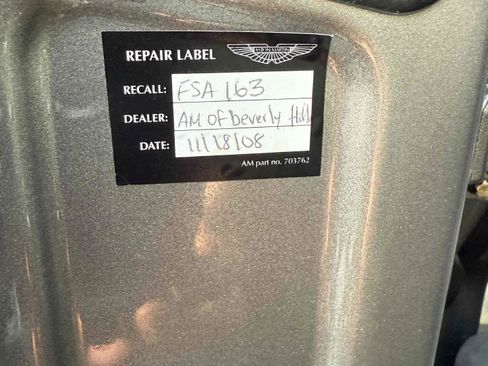 REPAIR LABEL
ASTON MARTIN
RECALL: FSA 163
DEALER: AM of Beverly Hills
DATE: 11/18/08
AM part no. 703762